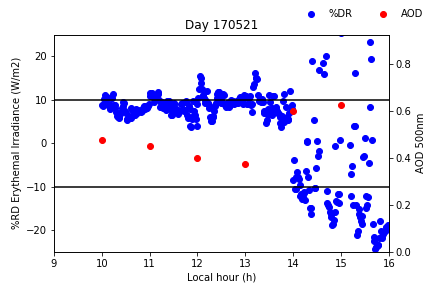 %DR AOD
Day 170521
%RD Erythemal Irradiance (W/m2)
20
10
0
−10
−20
0.8
0.6
0.4
0.2
0.0
AOD 500nm
9 10 11 12 13 14 15 16
Local hour (h)